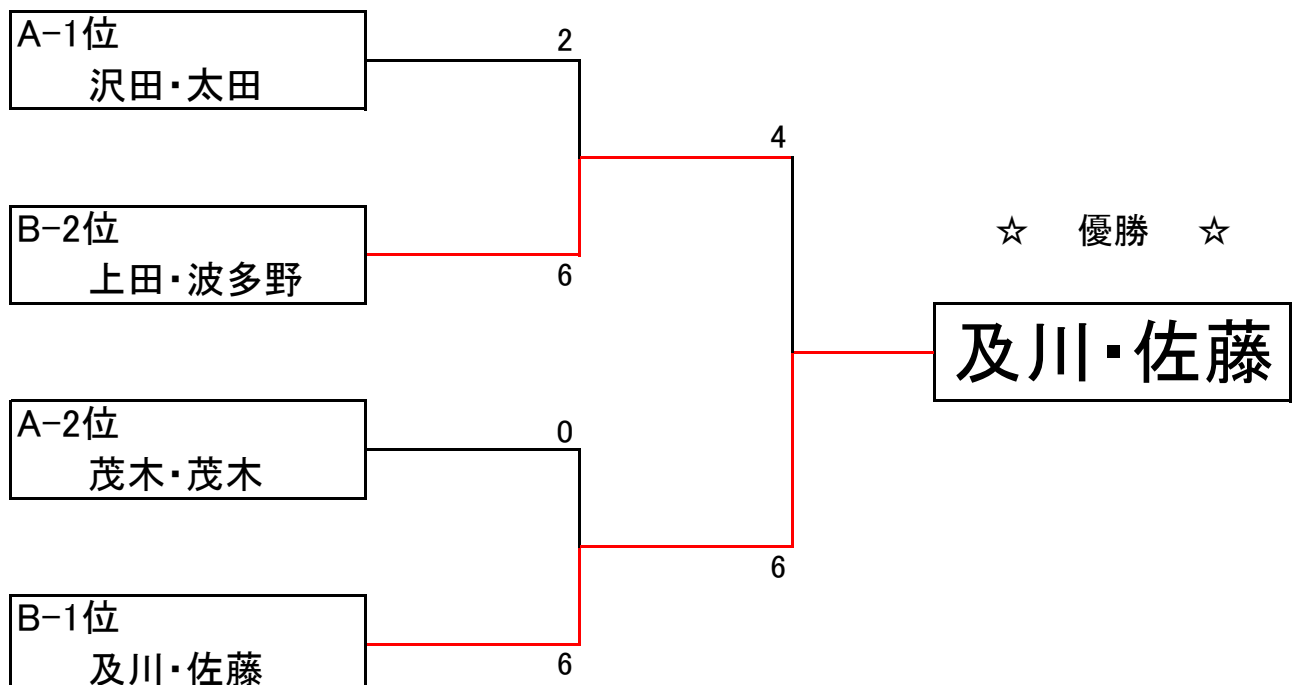 A-1位
沢田・太田
2
4
B-2位
上田・波多野
6
☆ 優勝 ☆
及川・佐藤
A-2位
茂木・茂木
0
6
B-1位
及川・佐藤
6